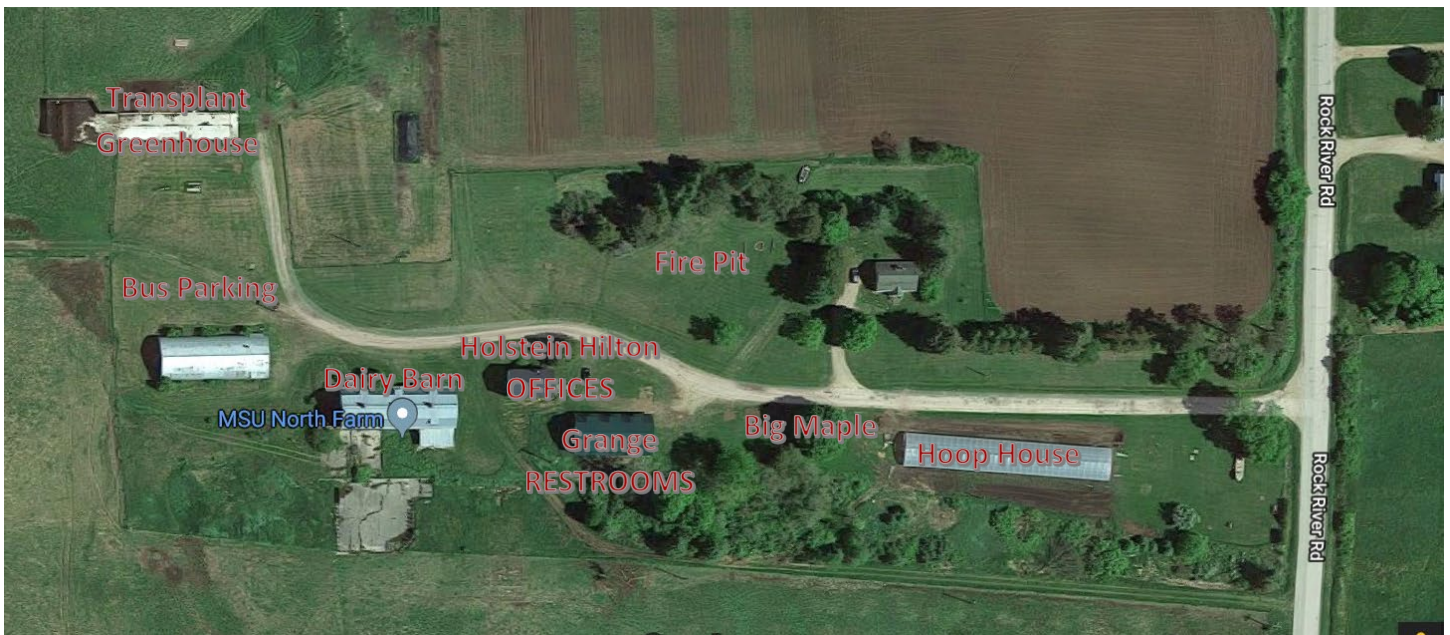 Transplant
Greenhouse
Rock River Rd
Fire Pit
Bus Parking
Holstein Hilton
OFFICES
Dairy Barn
MSU North Farm
Big Maple
Grange
RESTROOMS
Hoop House
Rock River Rd